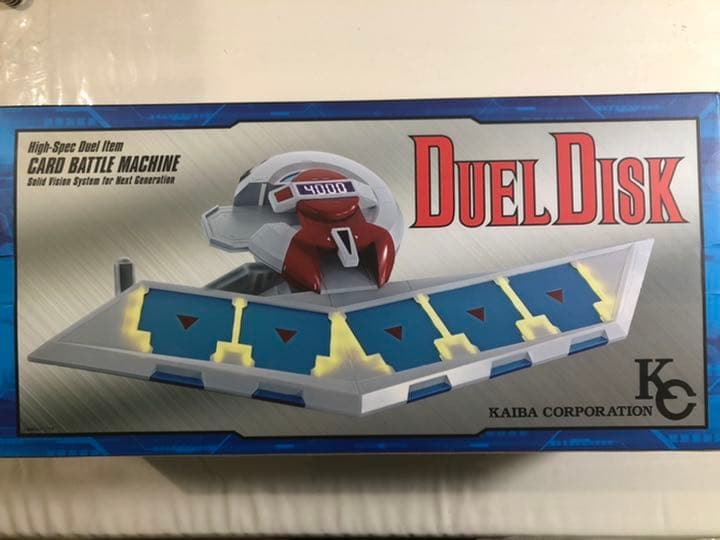 High-Spec Duel Item
CARD BATTLE MACHINE
Solid Vision System for Next Generation
DUEL DISK
4000
KC
KAIBA CORPORATION